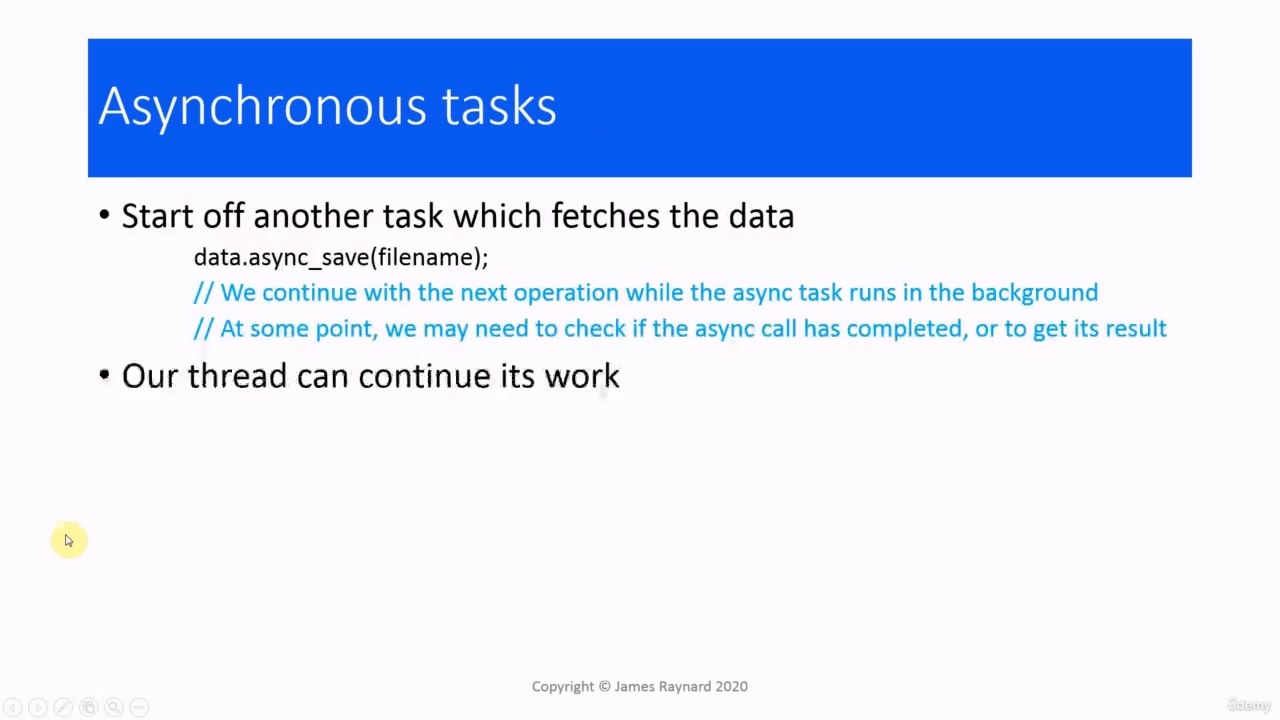 Asynchronous tasks
• Start off another task which fetches the data
data.async_save(filename);
// We continue with the next operation while the async task runs in the background
// At some point, we may need to check if the async call has completed, or to get its result
• Our thread can continue its work
Copyright © James Raynard 2020
ûdemy